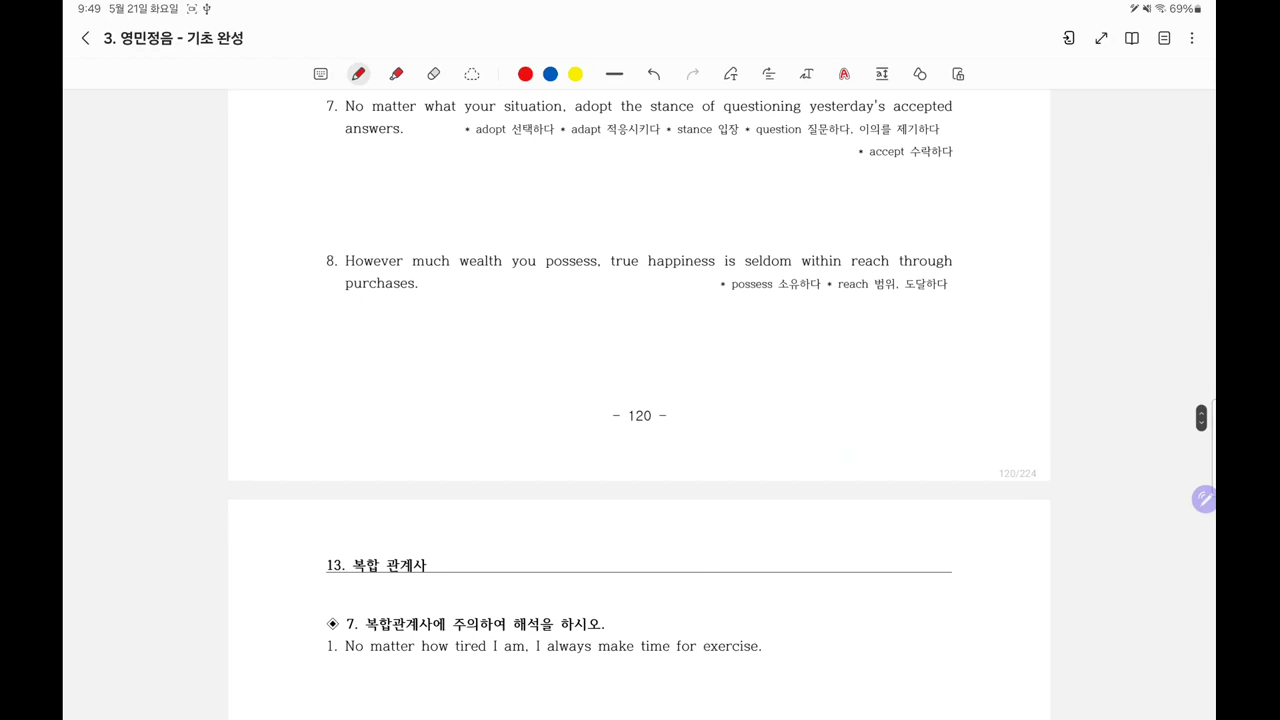 9:49 5월 21일 화요일
69%
3. 영민정음 - 기초 완성
7. No matter what your situation, adopt the stance of questioning yesterday's accepted
answers. * adopt 선택하다 * adapt 적응시키다 * stance 입장 * question 질문하다, 이의를 제기하다
* accept 수락하다
8. However much wealth you possess, true happiness is seldom within reach through
purchases. * possess 소유하다 * reach 범위, 도달하다
- 120 -
120/224
13. 복합 관계사
◈ 7. 복합관계사에 주의하여 해석을 하시오.
1. No matter how tired I am, I always make time for exercise.